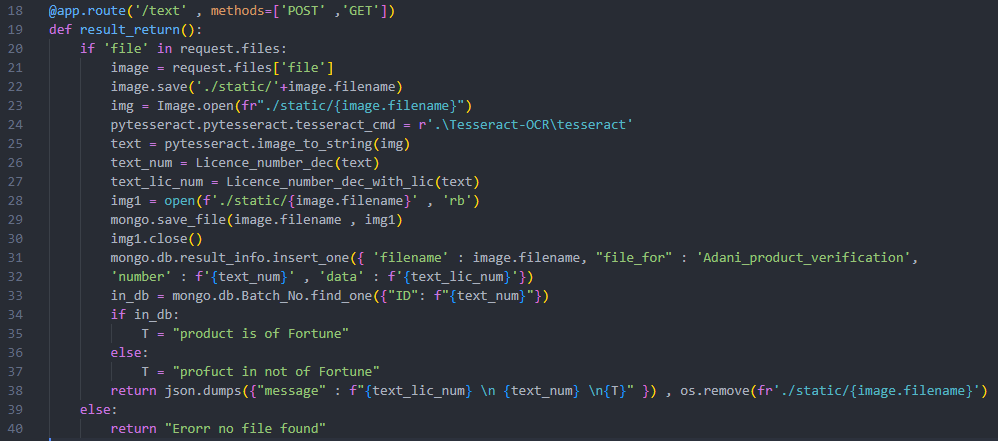 18 @app.route('/text' , methods=['POST' ,'GET'])
19 def result_return():
20     if 'file' in request.files:
21         image = request.files['file']
22         image.save('./static/'+image.filename)
23         img = Image.open(fr"./static/{image.filename}")
24         pytesseract.pytesseract.tesseract_cmd = r'.\Tesseract-OCR\tesseract'
25         text = pytesseract.image_to_string(img)
26         text_num = Licence_number_dec(text)
27         text_lic_num = Licence_number_dec_with_lic(text)
28         img1 = open(f'./static/{image.filename}' , 'rb')
29         mongo.save_file(image.filename , img1)
30         img1.close()
31         mongo.db.result_info.insert_one({ 'filename' : image.filename, "file_for" : 'Adani_product_verification',
32         'number' : f'{text_num}' , 'data' : f'{text_lic_num}'})
33         in_db = mongo.db.Batch_No.find_one({"ID": f"{text_num}"})
34         if in_db:
35             T = "product is of Fortune"
36         else:
37             T = "profuct in not of Fortune"
38         return json.dumps({"message" : f"{text_lic_num} \n {text_num} \n{T}" }) , os.remove(fr'./static/{image.filename}')
39     else:
40         return "Erorr no file found"